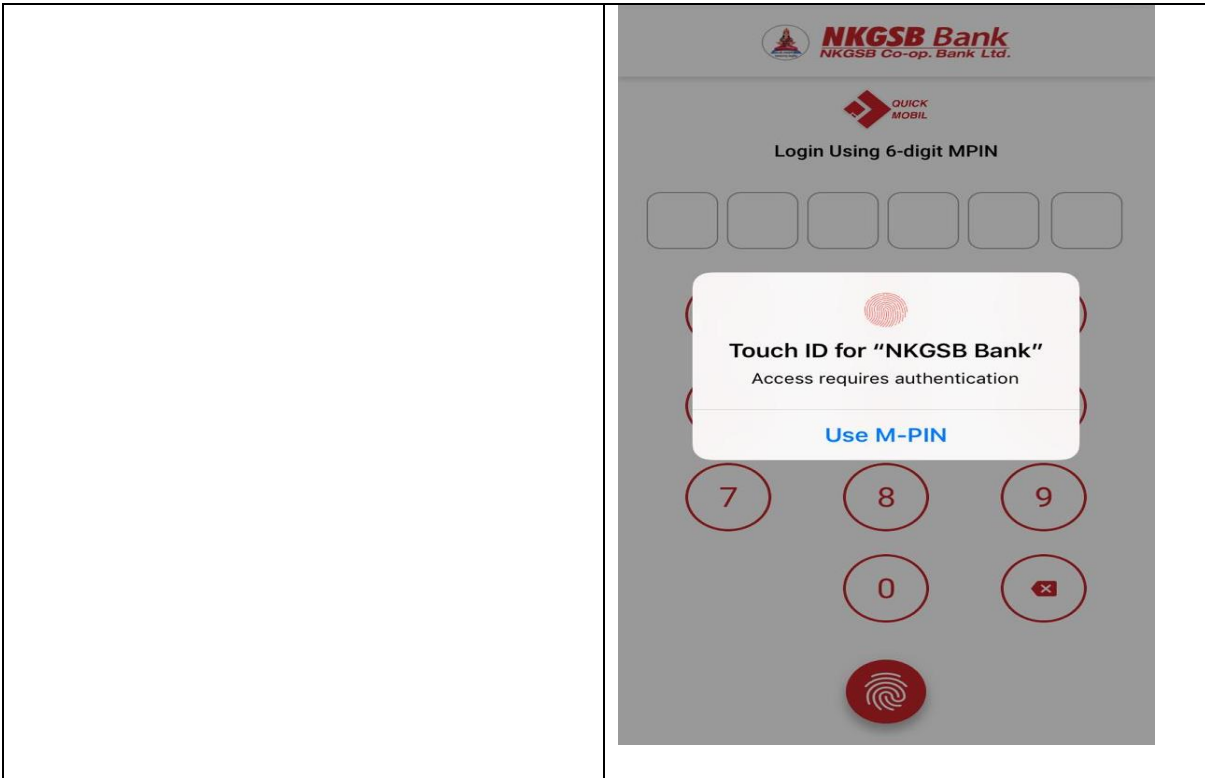 NKGSB Bank
NKGSB Co-op. Bank Ltd.
QUICK
MOBIL
Login Using 6-digit MPIN
Touch ID for “NKGSB Bank”
Access requires authentication
Use M-PIN
7 8 9
0